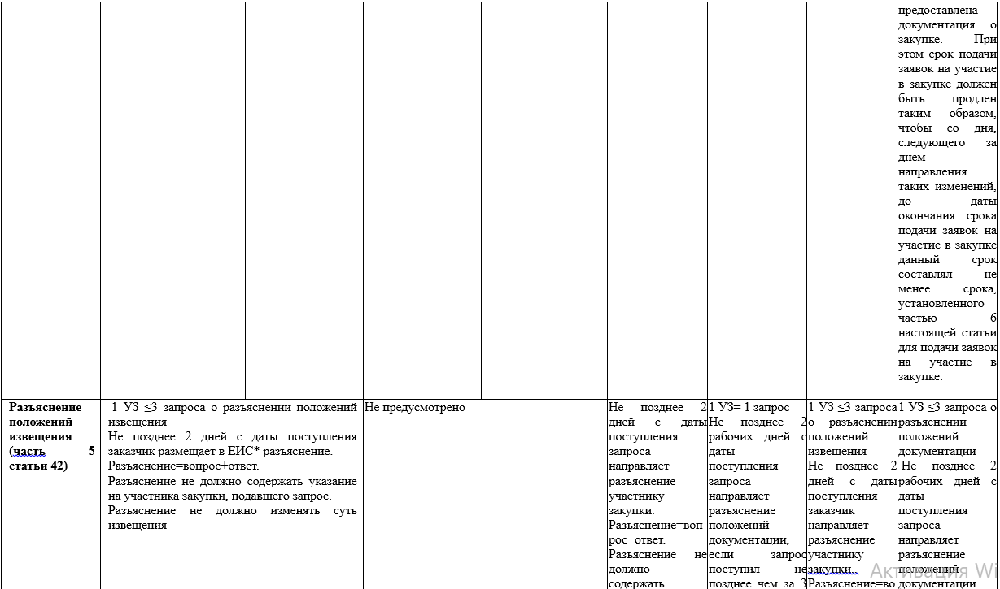 предоставлена
документация о
закупке. При
этом срок подачи
заявок на участие
в закупке должен
быть продлен
таким образом,
чтобы со дня,
следующего за
днем
направления
таких изменений,
до даты
окончания срока
подачи заявок на
участие в закупке
данный срок
составлял не
менее срока,
установленного
частью 6
настоящей статьи
для подачи заявок
на участие в
закупке.
Разъяснение
положений
извещения
(часть 5
статьи 42)
1 УЗ ≤3 запроса о разъяснении положений
извещения
Не позднее 2 дней с даты поступления
заказчик размещает в ЕИС* разъяснение.
Разъяснение=вопрос+ответ.
Разъяснение не должно содержать указание
на участника закупки, подавшего запрос.
Разъяснение не должно изменять суть
извещения
Не предусмотрено
Не позднее 2
дней с даты
поступления
запроса
направляет
разъяснение
участнику
закупки.
Разъяснение=воп
рос+ответ.
Разъяснение не
должно
содержать
1 УЗ= 1 запрос
Не позднее 2
рабочих дней с
даты
поступления
запроса
направляет
разъяснение
положений
документации,
если запрос
поступил не
позднее чем за 3
1 УЗ ≤3 запроса
о разъяснении
положений
извещения
Не позднее 2
дней с даты
поступления
заказчик
направляет
разъяснение
участнику
закупки..
Разъяснение=во
1 УЗ ≤3 запроса о
разъяснении
положений
документации
Не позднее 2
рабочих дней с
даты
поступления
запроса
направляет
разъяснение
положений
документации
Активация Wi